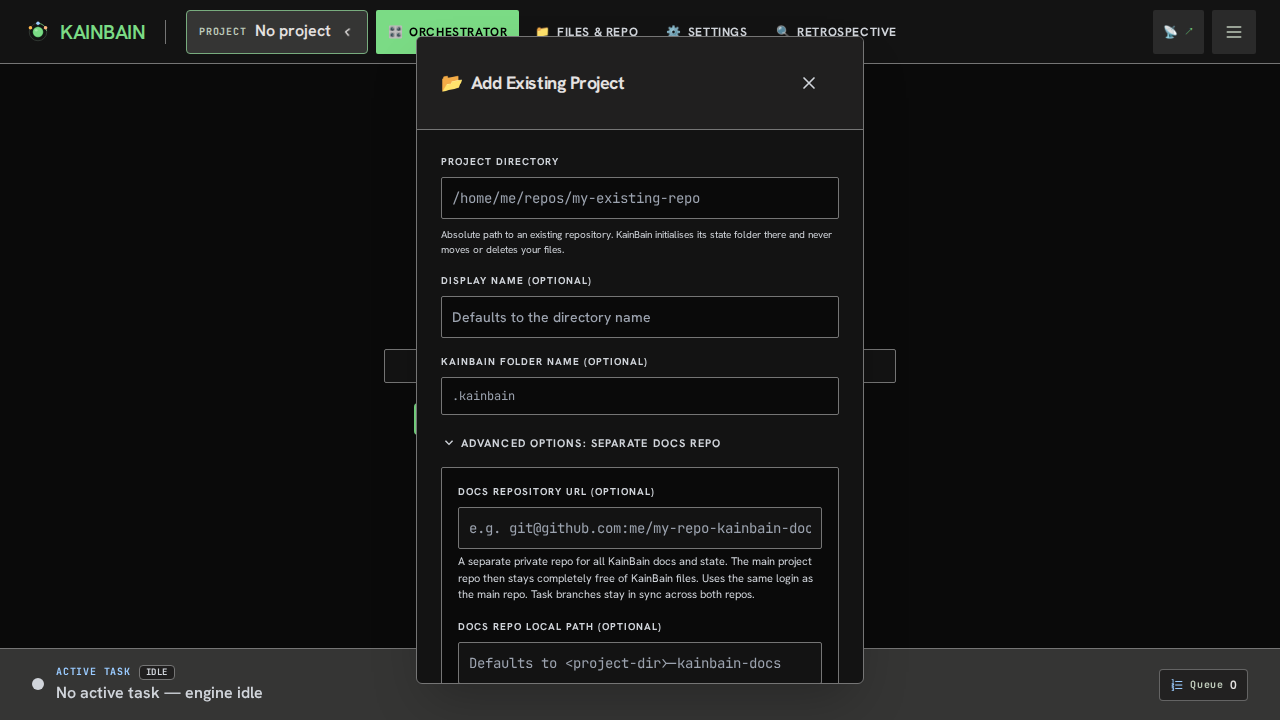 KAINBAIN
PROJECT No project
ORCHESTRATOR
FILES & REPO
SETTINGS
RETROSPECTIVE
Add Existing Project
PROJECT DIRECTORY
/home/me/repos/my-existing-repo
Absolute path to an existing repository. KainBain initialises its state folder there and never
moves or deletes your files.
DISPLAY NAME (OPTIONAL)
Defaults to the directory name
KAINBAIN FOLDER NAME (OPTIONAL)
.kainbain
ADVANCED OPTIONS: SEPARATE DOCS REPO
DOCS REPOSITORY URL (OPTIONAL)
e.g. git@github.com:me/my-repo-kainbain-doc
A separate private repo for all KainBain docs and state. The main project
repo then stays completely free of KainBain files. Uses the same login as
the main repo. Task branches stay in sync across both repos.
DOCS REPO LOCAL PATH (OPTIONAL)
Defaults to <project-dir>—kainbain-docs
ACTIVE TASK IDLE
No active task — engine idle
Queue 0